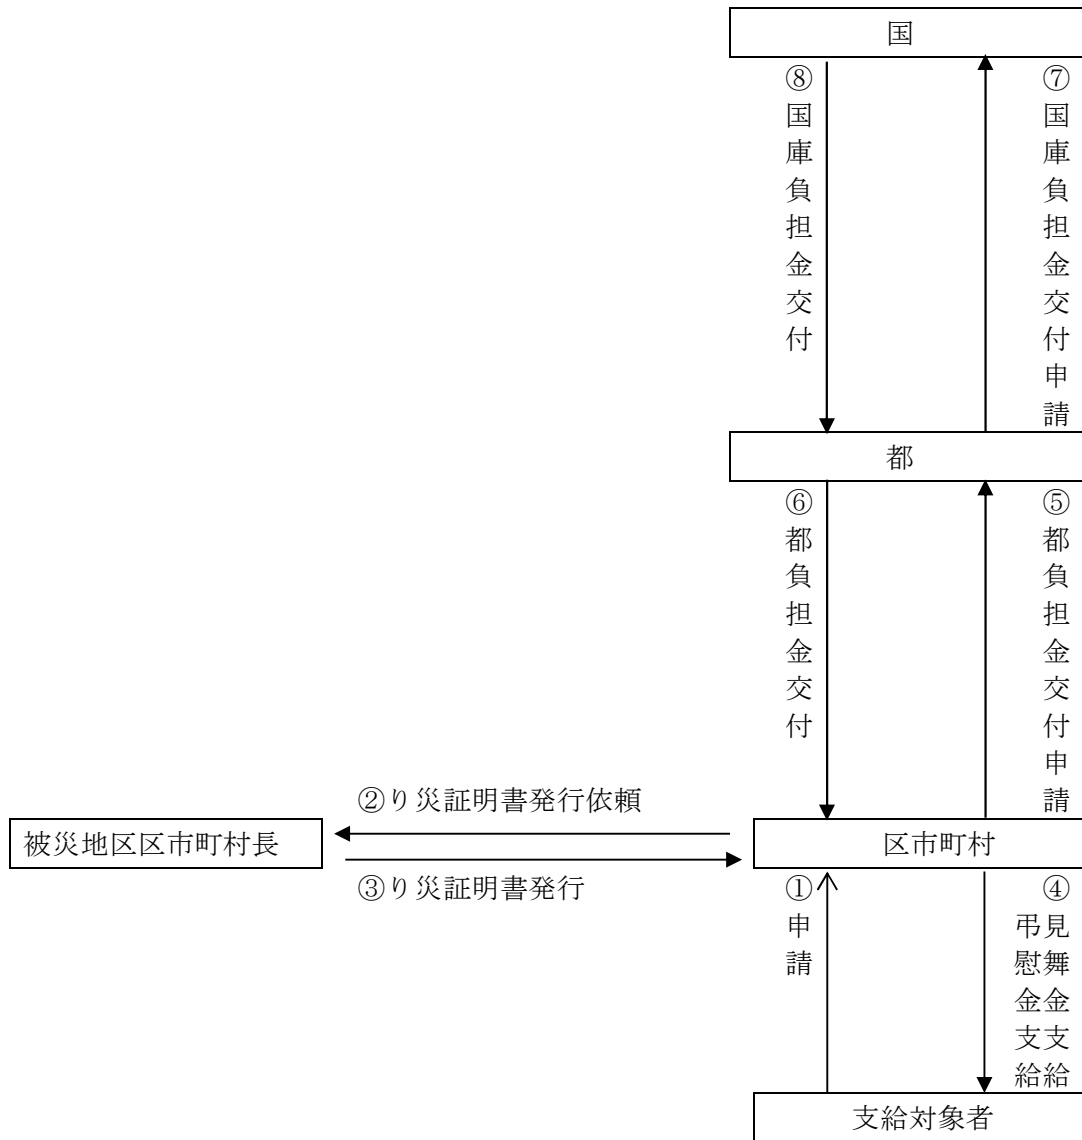 国
⑧国庫負担金交付
⑦国庫負担金交付申請
都
⑥都負担金交付
⑤都負担金交付申請
②り災証明書発行依頼
被災地区区市町村長
区市町村
③り災証明書発行
①申請
④見舞金支給
弔慰金支給
支給対象者